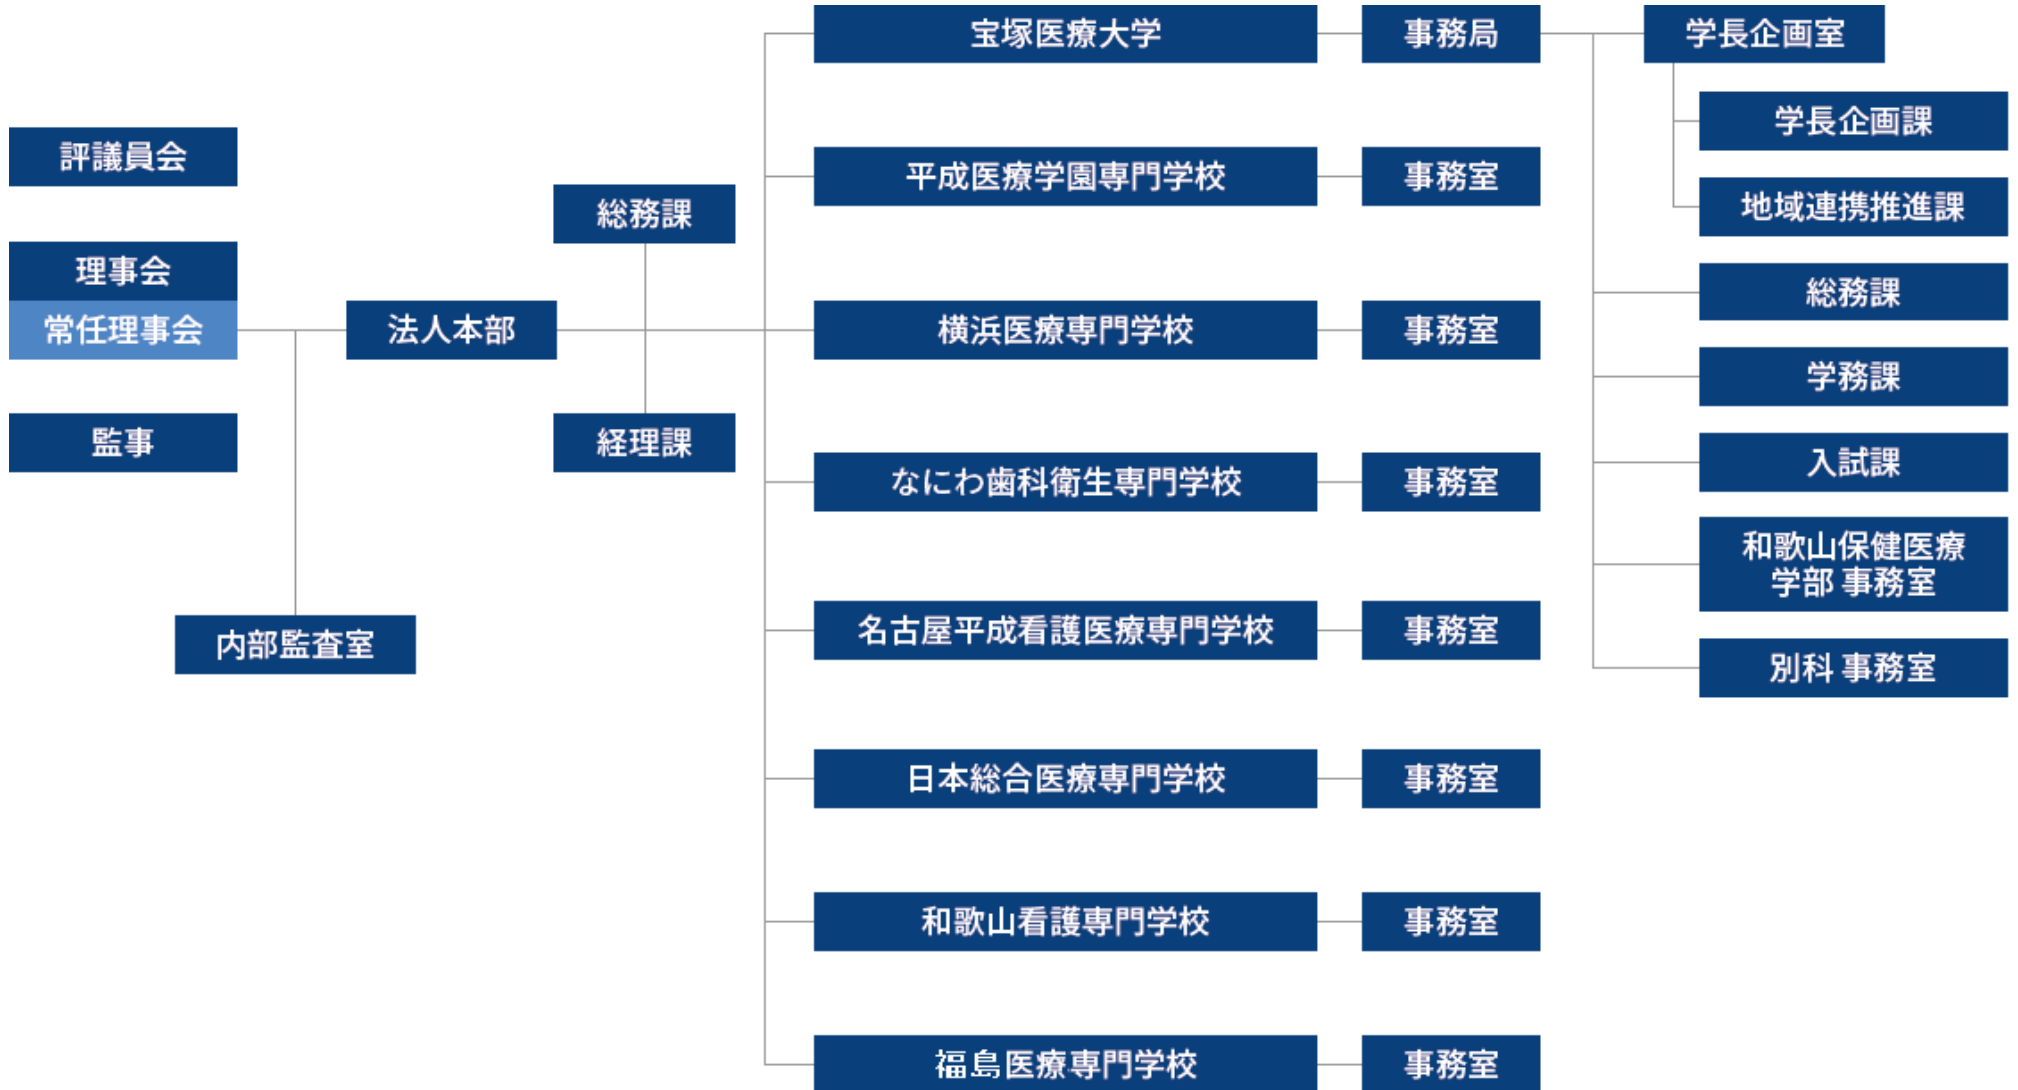 評議員会
理事会
常任理事会
監事
内部監査室
法人本部
総務課
経理課
宝塚医療大学
事務局
平成医療学園専門学校
事務室
横浜医療専門学校
事務室
なにわ歯科衛生専門学校
事務室
名古屋平成看護医療専門学校
事務室
日本総合医療専門学校
事務室
和歌山看護専門学校
事務室
福島医療専門学校
事務室
学長企画室
学長企画課
地域連携推進課
総務課
学務課
入試課
和歌山保健医療
学部 事務室
別科 事務室